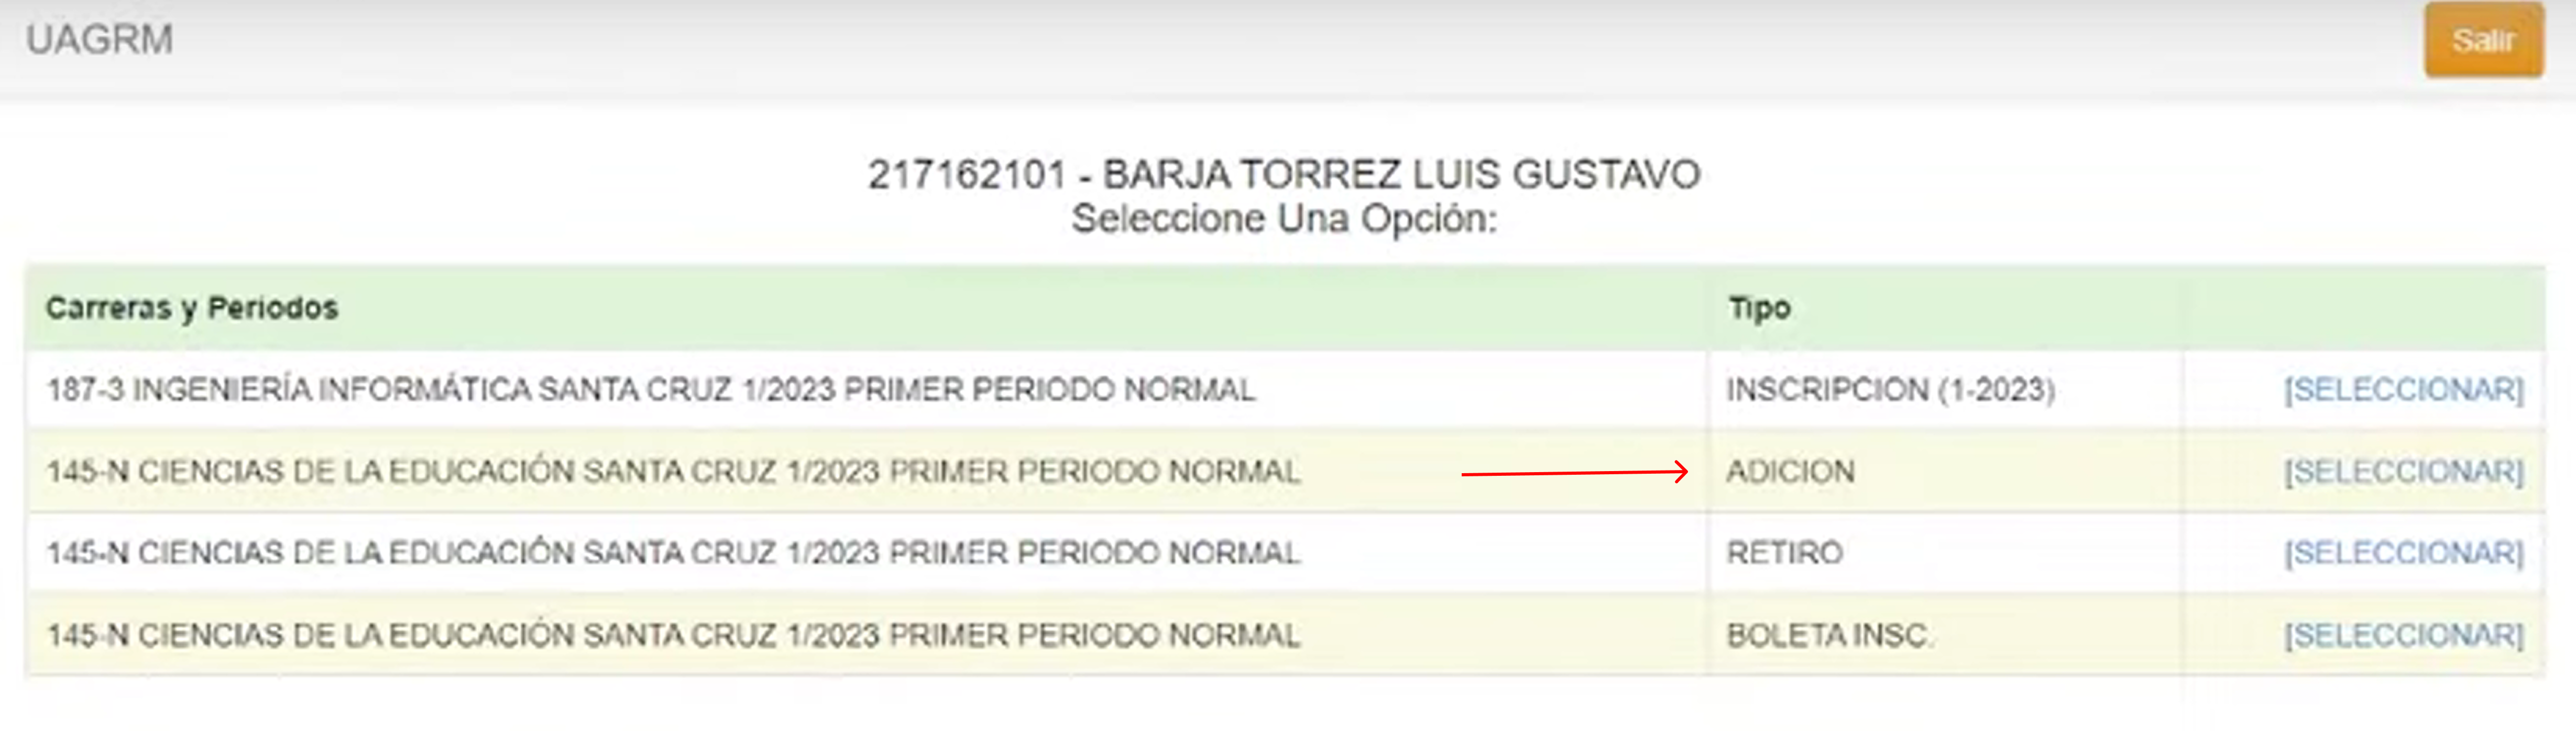 UAGRM
Salir
217162101 - BARJA TORREZ LUIS GUSTAVO
Seleccione Una Opción:
Carreras y Periodos Tipo
187-3 INGENIERÍA INFORMÁTICA SANTA CRUZ 1/2023 PRIMER PERIODO NORMAL INSCRIPCION (1-2023) [SELECCIONAR]
145-N CIENCIAS DE LA EDUCACIÓN SANTA CRUZ 1/2023 PRIMER PERIODO NORMAL ADICION [SELECCIONAR]
145-N CIENCIAS DE LA EDUCACIÓN SANTA CRUZ 1/2023 PRIMER PERIODO NORMAL RETIRO [SELECCIONAR]
145-N CIENCIAS DE LA EDUCACIÓN SANTA CRUZ 1/2023 PRIMER PERIODO NORMAL BOLETA INSC. [SELECCIONAR]